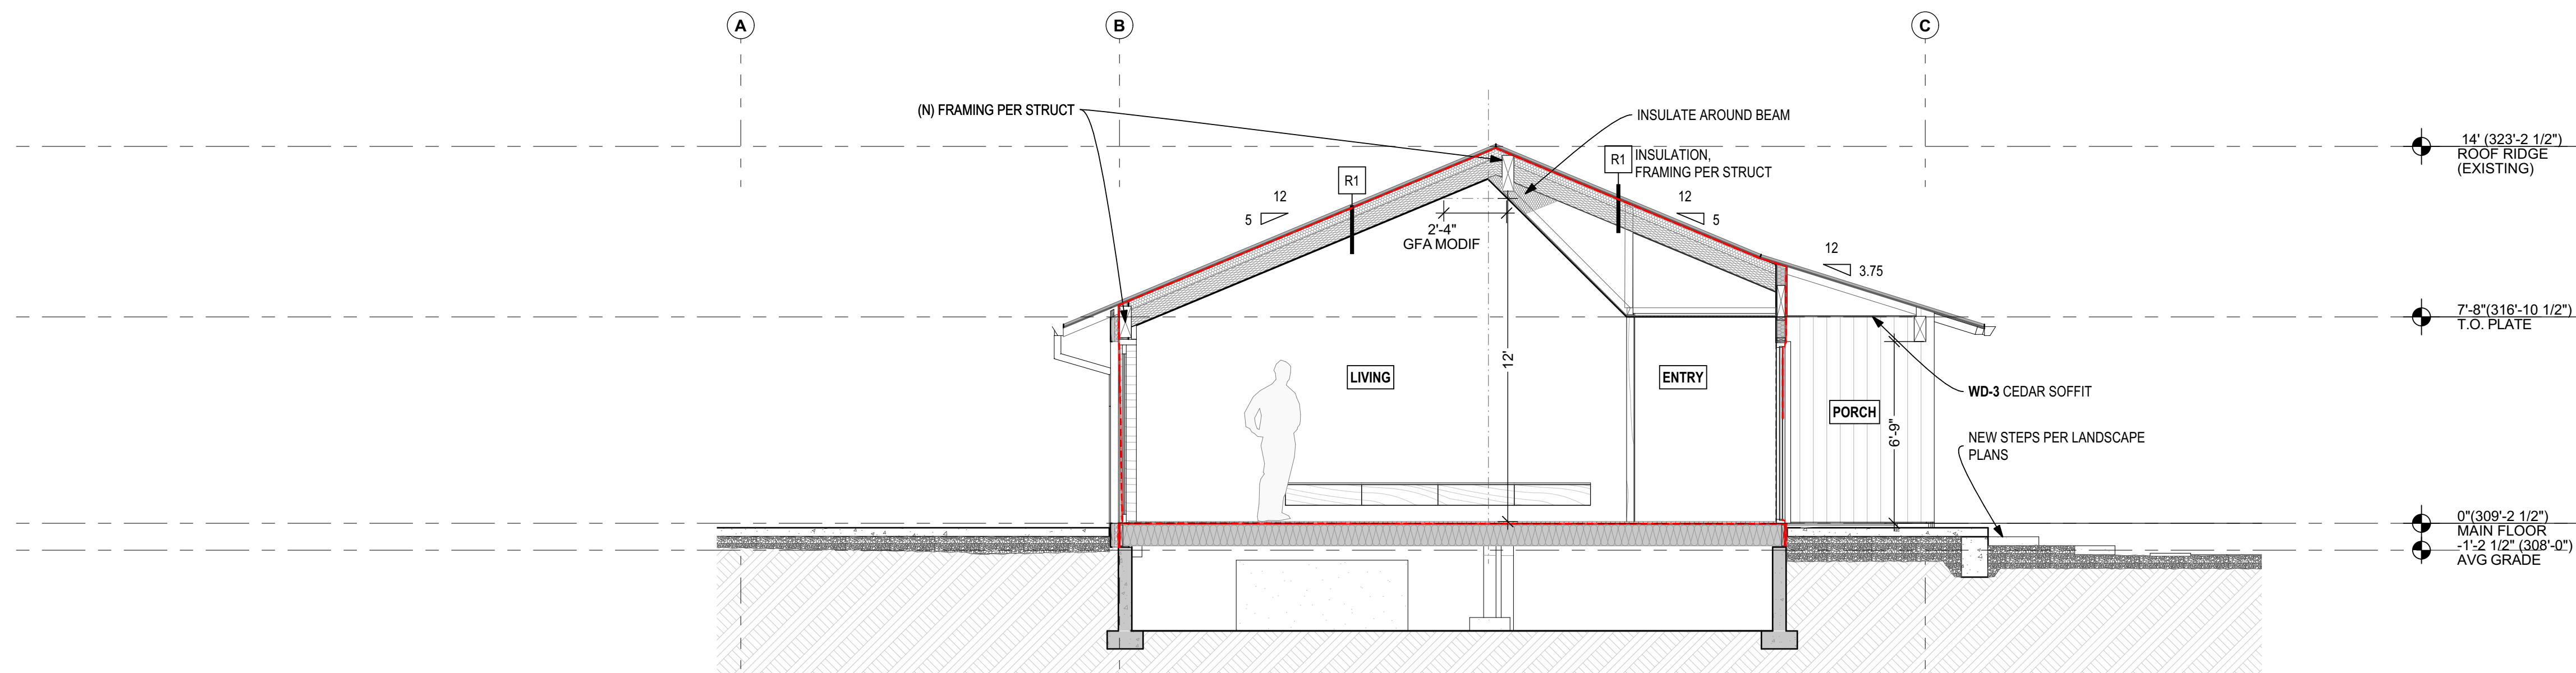 A
B
C
(N) FRAMING PER STRUCT
INSULATE AROUND BEAM
R1
INSULATION,
FRAMING PER STRUCT
R1
12
5
12
5
2'-4"
GFA MODIF
12
3.75
14' (323'-2 1/2")
ROOF RIDGE
(EXISTING)
7'-8"(316'-10 1/2")
T.O. PLATE
12'
LIVING
ENTRY
PORCH
6'-9"
WD-3 CEDAR SOFFIT
NEW STEPS PER LANDSCAPE
PLANS
0"(309'-2 1/2")
MAIN FLOOR
-1'-2 1/2" (308'-0")
AVG GRADE